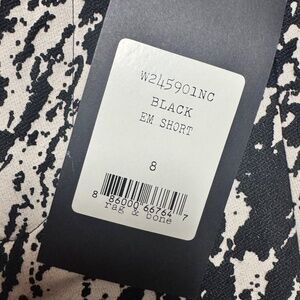 W245901NC
BLACK
EM SHORT
8
8 86000 66764 7
rag & bone